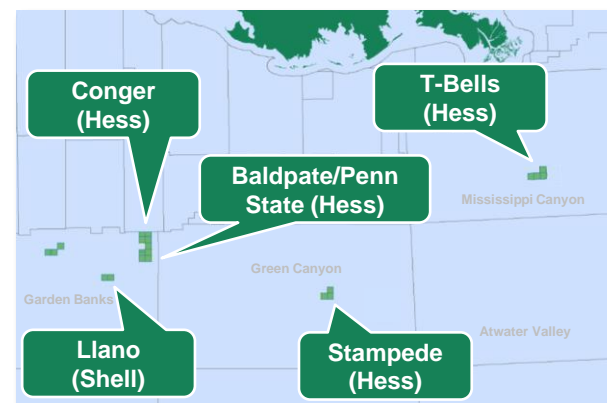 Conger
(Hess)
T-Bells
(Hess)
Baldpate/Penn
State (Hess)
Mississippi Canyon
Green Canyon
Garden Banks
Atwater Valley
Llano
(Shell)
Stampede
(Hess)